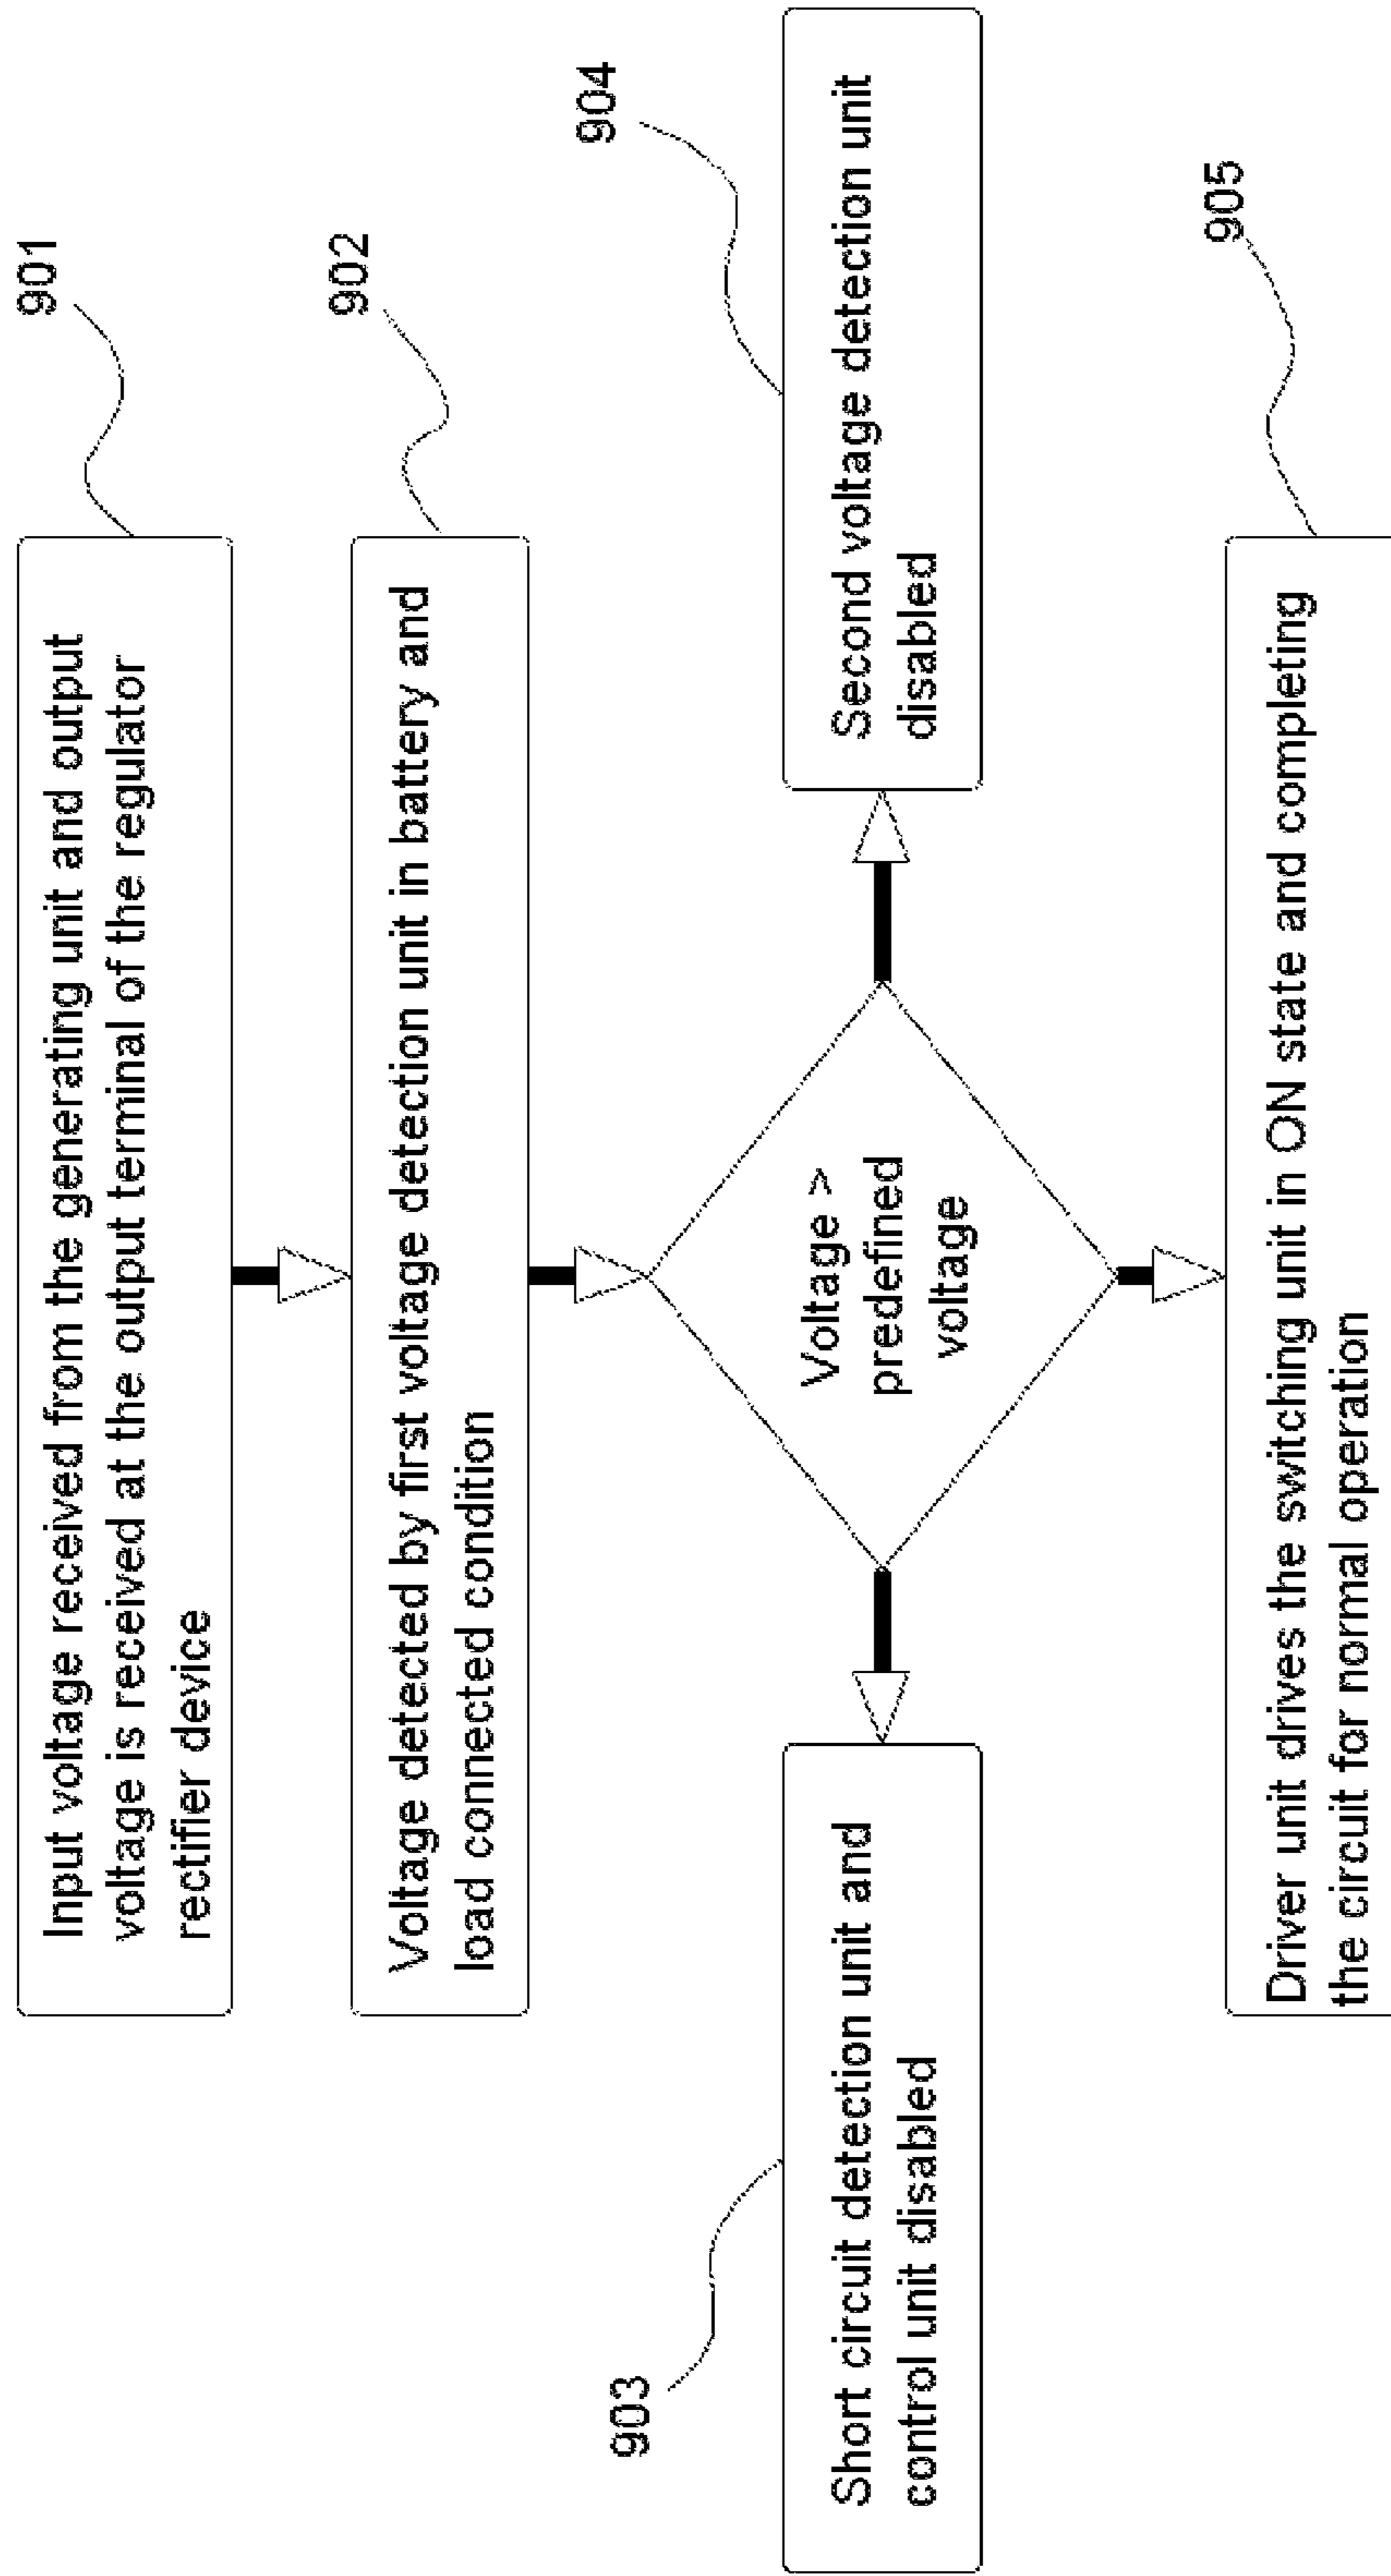 Input voltage received from the generating unit and output
voltage is received at the output terminal of the regulator
rectifier device
901
Voltage detected by first voltage detection unit in battery and
load connected condition
902
Voltage >
predefined
voltage
903
Short circuit detection unit and
control unit disabled
904
Second voltage detection unit
disabled
905
Driver unit drives the switching unit in ON state and completing
the circuit for normal operation